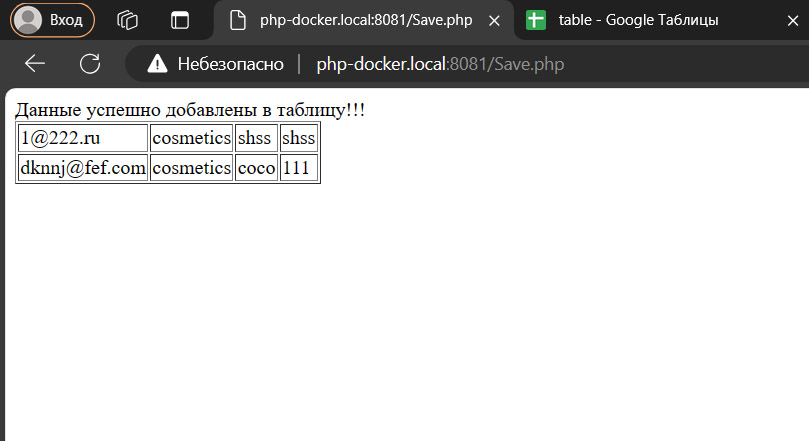 Вход
php-docker.local:8081/Save.php
table - Google Таблицы
Небезопасно
php-docker.local:8081/Save.php
Данные успешно добавлены в таблицу!!!
1@222.ru cosmetics shss shss
dknnj@fef.com cosmetics coco 111